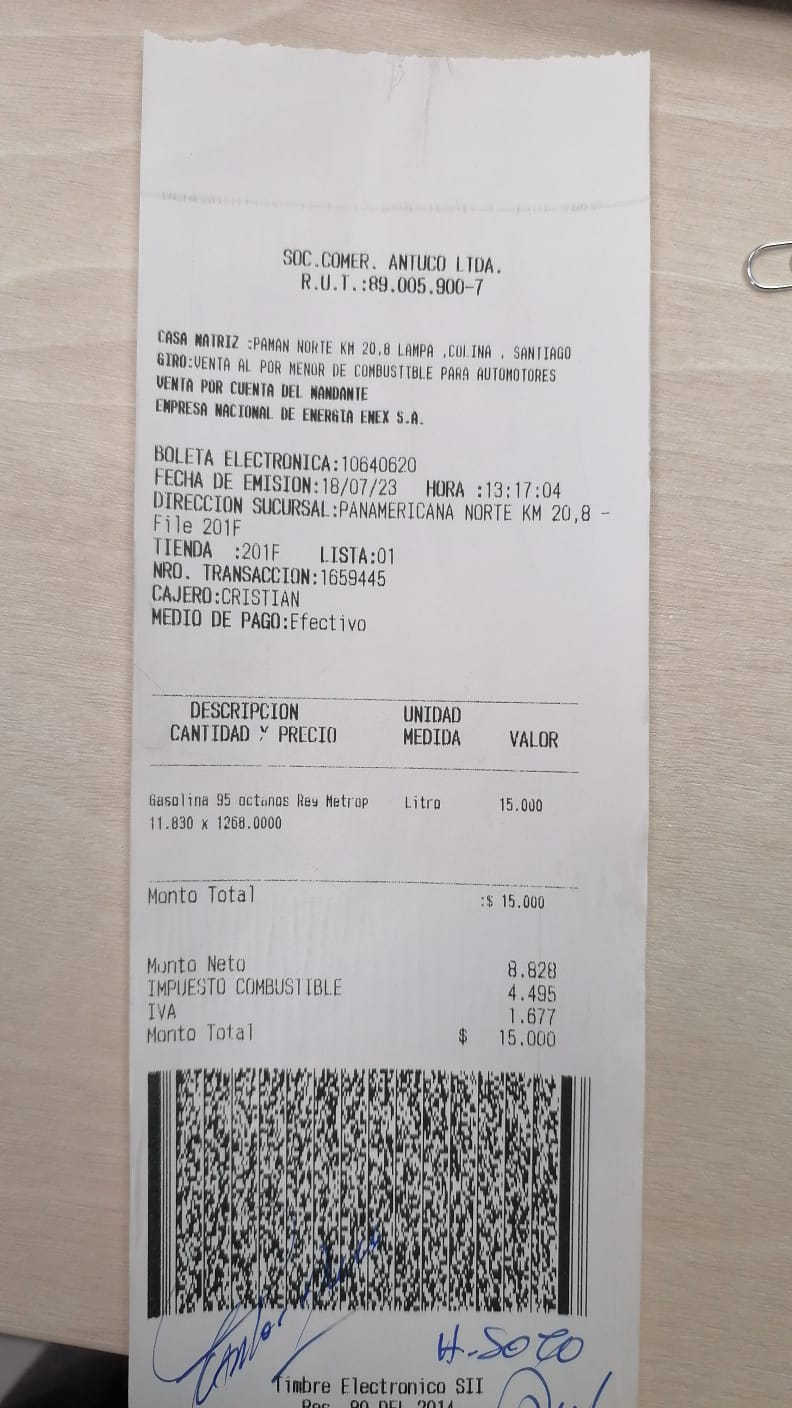 SOC.COMER. ANTUCO LTDA.
R.U.T.:89.005.900-7
CASA MATRIZ :PAMAN NORTE KM 20,8 LAMPA ,COLINA , SANTIAGO
GIRO:VENTA AL POR MENOR DE COMBUSTIBLE PARA AUTOMOTORES
VENTA POR CUENTA DEL MANDANTE
EMPRESA NACIONAL DE ENERGIA ENEX S.A.
BOLETA ELECTRONICA:10640620
FECHA DE EMISION:18/07/23 HORA :13:17:04
DIRECCION SUCURSAL:PANAMERICANA NORTE KM 20,8 -
File 201F
TIENDA :201F LISTA:01
NRO. TRANSACCION:1659445
CAJERO:CRISTIAN
MEDIO DE PAGO:Efectivo
DESCRIPCION UNIDAD
CANTIDAD Y PRECIO MEDIDA VALOR
Gasolina 95 octanos Reg Metrop Litro 15.000
11.830 x 1268.0000
Monto Total :$ 15.000
Monto Neto 8.828
IMPUESTO COMBUSTIBLE 4.495
IVA 1.677
Monto Total $ 15.000
H. SOTO
Timbre Electronico SII
Res. 80 DEL 2014